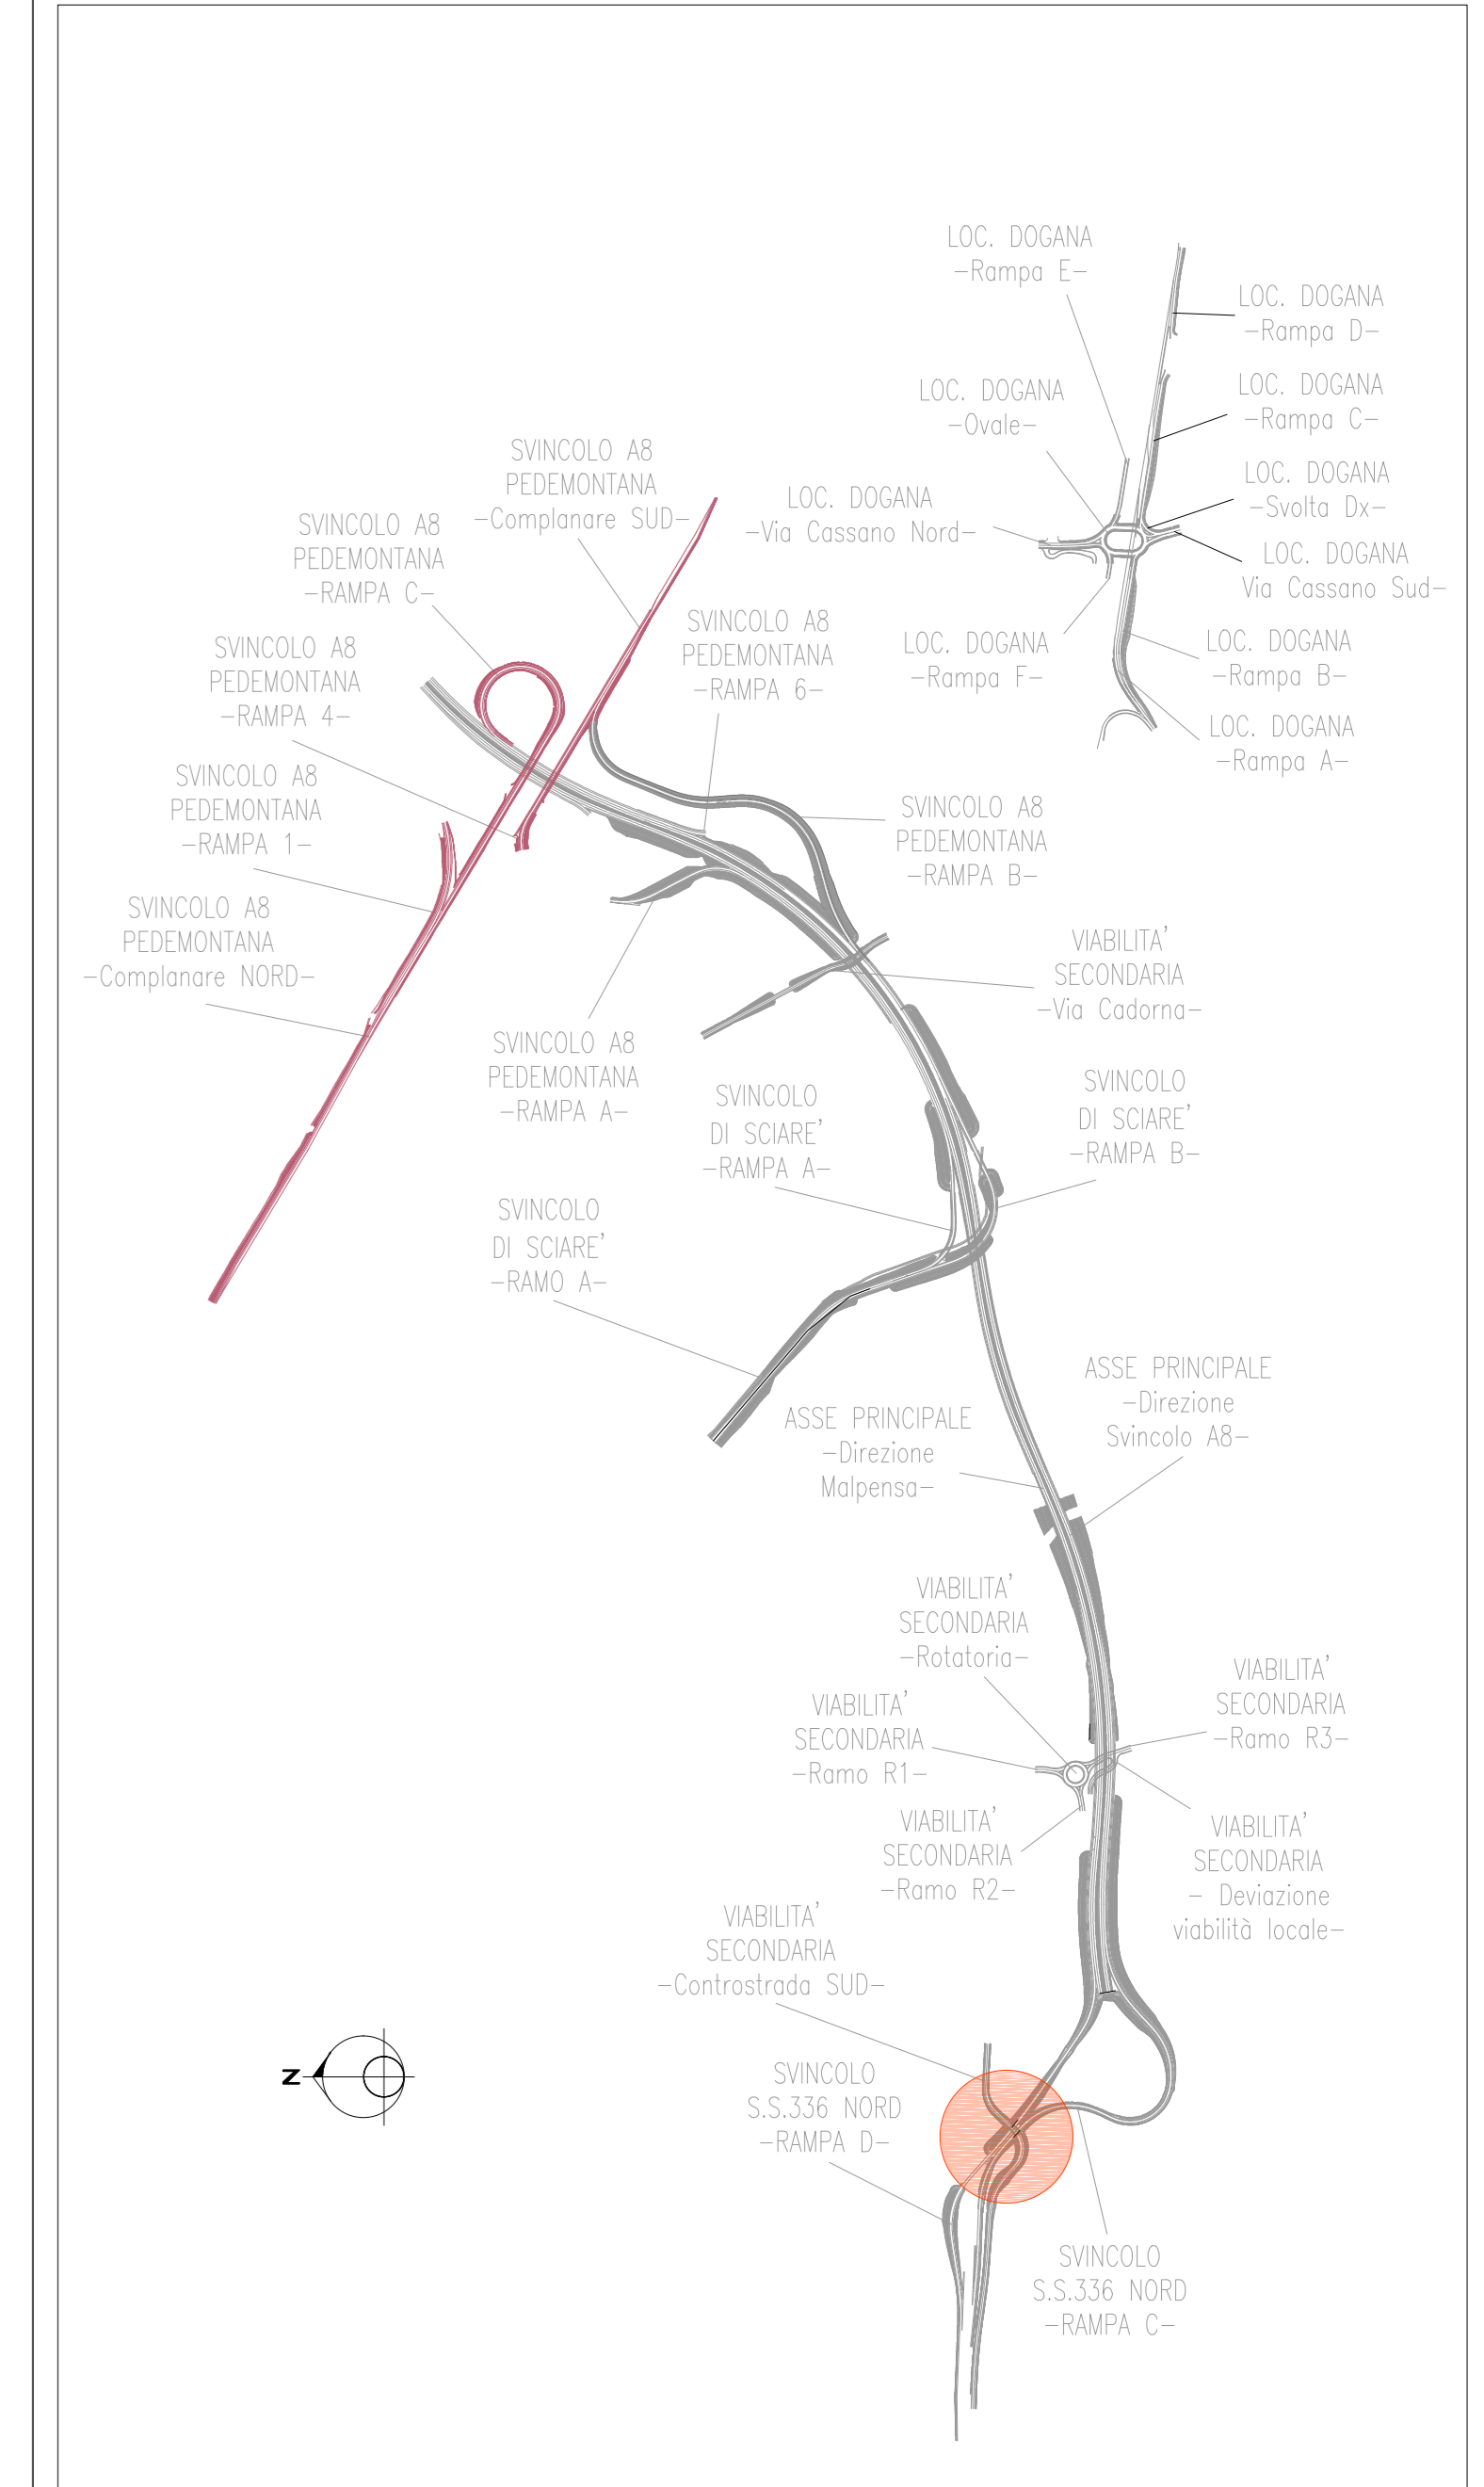 LOC. DOGANA
-Rampa E-
LOC. DOGANA
-Rampa D-
LOC. DOGANA
-Ovale-
LOC. DOGANA
-Rampa C-
SVINCOLO A8
PEDEMONTANA
-Complanare SUD-
LOC. DOGANA
-Via Cassano Nord-
LOC. DOGANA
-Svolta Dx-
SVINCOLO A8
PEDEMONTANA
-RAMPA C-
LOC. DOGANA
Via Cassano Sud-
SVINCOLO A8
PEDEMONTANA
-RAMPA 6-
LOC. DOGANA
-Rampa F-
LOC. DOGANA
-Rampa B-
SVINCOLO A8
PEDEMONTANA
-RAMPA 4-
LOC. DOGANA
-Rampa A-
SVINCOLO A8
PEDEMONTANA
-RAMPA 1-
SVINCOLO A8
PEDEMONTANA
-RAMPA B-
SVINCOLO A8
PEDEMONTANA
-Complanare NORD-
VIABILITA'
SECONDARIA
-Via Cadorna-
SVINCOLO A8
PEDEMONTANA
-RAMPA A-
SVINCOLO
DI SCIARE'
-RAMPA A-
SVINCOLO
DI SCIARE'
-RAMPA B-
SVINCOLO
DI SCIARE'
-RAMO A-
ASSE PRINCIPALE
-Direzione
Svincolo A8-
ASSE PRINCIPALE
-Direzione
Malpensa-
VIABILITA'
SECONDARIA
-Rotatoria-
VIABILITA'
SECONDARIA
-Ramo R3-
VIABILITA'
SECONDARIA
-Ramo R1-
VIABILITA'
SECONDARIA
-Ramo R2-
VIABILITA'
SECONDARIA
- Deviazione
viabilità locale-
VIABILITA'
SECONDARIA
-Controstrada SUD-
N
SVINCOLO
S.S.336 NORD
-RAMPA D-
SVINCOLO
S.S.336 NORD
-RAMPA C-